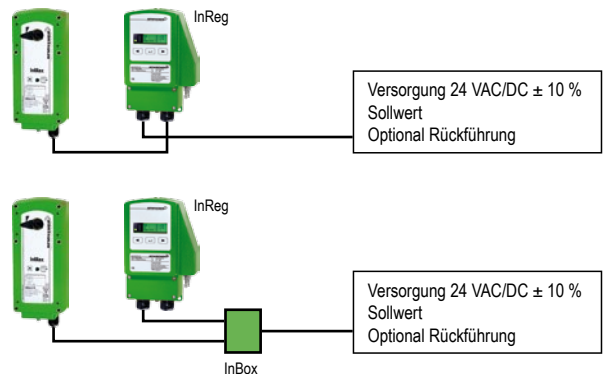 InReg
Versorgung 24 VAC/DC ± 10 %
Sollwert
Optional Rückführung
InReg
Versorgung 24 VAC/DC ± 10 %
Sollwert
Optional Rückführung
InBox